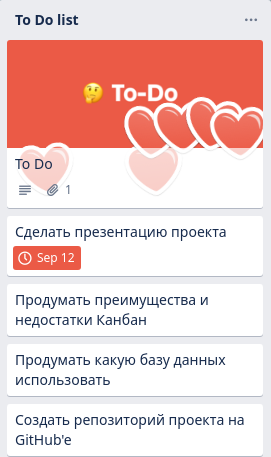 To Do list
🤔 To-Do
To Do
1
Сделать презентацию проекта
Sep 12
Продумать преимущества и
недостатки Канбан
Продумать какую базу данных
использовать
Создать репозиторий проекта на
GitHub'e